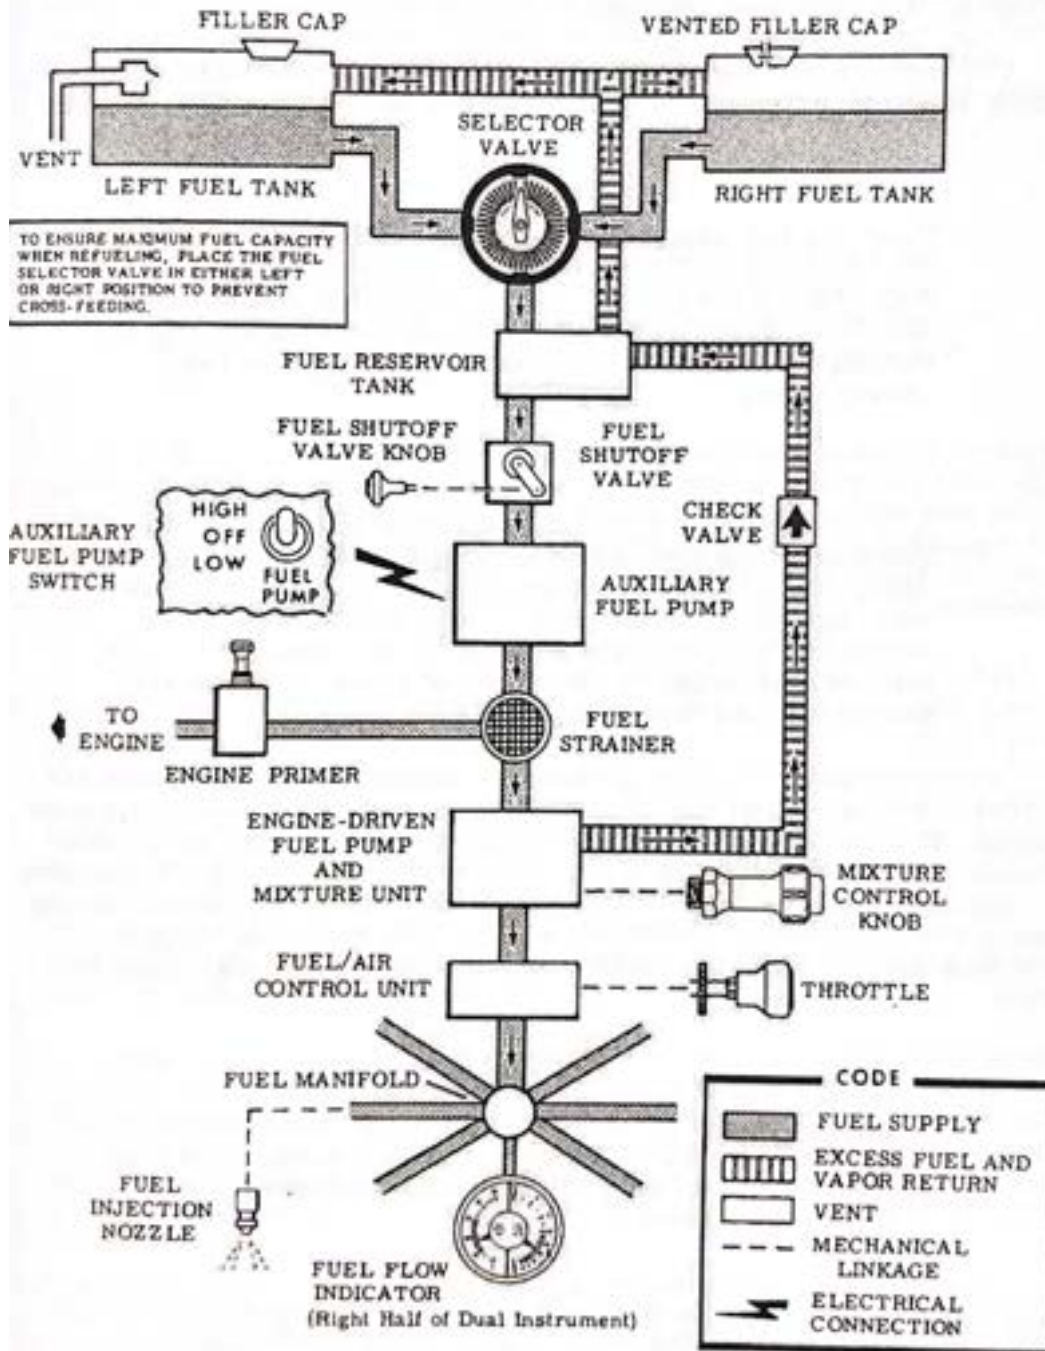 FILLER CAP
VENTED FILLER CAP
SELECTOR
VALVE
VENT
LEFT FUEL TANK
RIGHT FUEL TANK
TO ENSURE MAXIMUM FUEL CAPACITY
WHEN REFUELING, PLACE THE FUEL
SELECTOR VALVE IN EITHER LEFT
OR RIGHT POSITION TO PREVENT
CROSS-FEEDING.
FUEL RESERVOIR
TANK
FUEL SHUTOFF
VALVE KNOB
FUEL
SHUTOFF
VALVE
HIGH
OFF
LOW
FUEL
PUMP
AUXILIARY
FUEL PUMP
SWITCH
CHECK
VALVE
AUXILIARY
FUEL PUMP
TO
ENGINE
FUEL
STRAINER
ENGINE PRIMER
ENGINE-DRIVEN
FUEL PUMP
AND
MIXTURE UNIT
MIXTURE
CONTROL
KNOB
FUEL/AIR
CONTROL UNIT
THROTTLE
FUEL MANIFOLD
FUEL
INJECTION
NOZZLE
FUEL FLOW
INDICATOR
(Right Half of Dual Instrument)
CODE
FUEL SUPPLY
EXCESS FUEL AND
VAPOR RETURN
VENT
MECHANICAL
LINKAGE
ELECTRICAL
CONNECTION